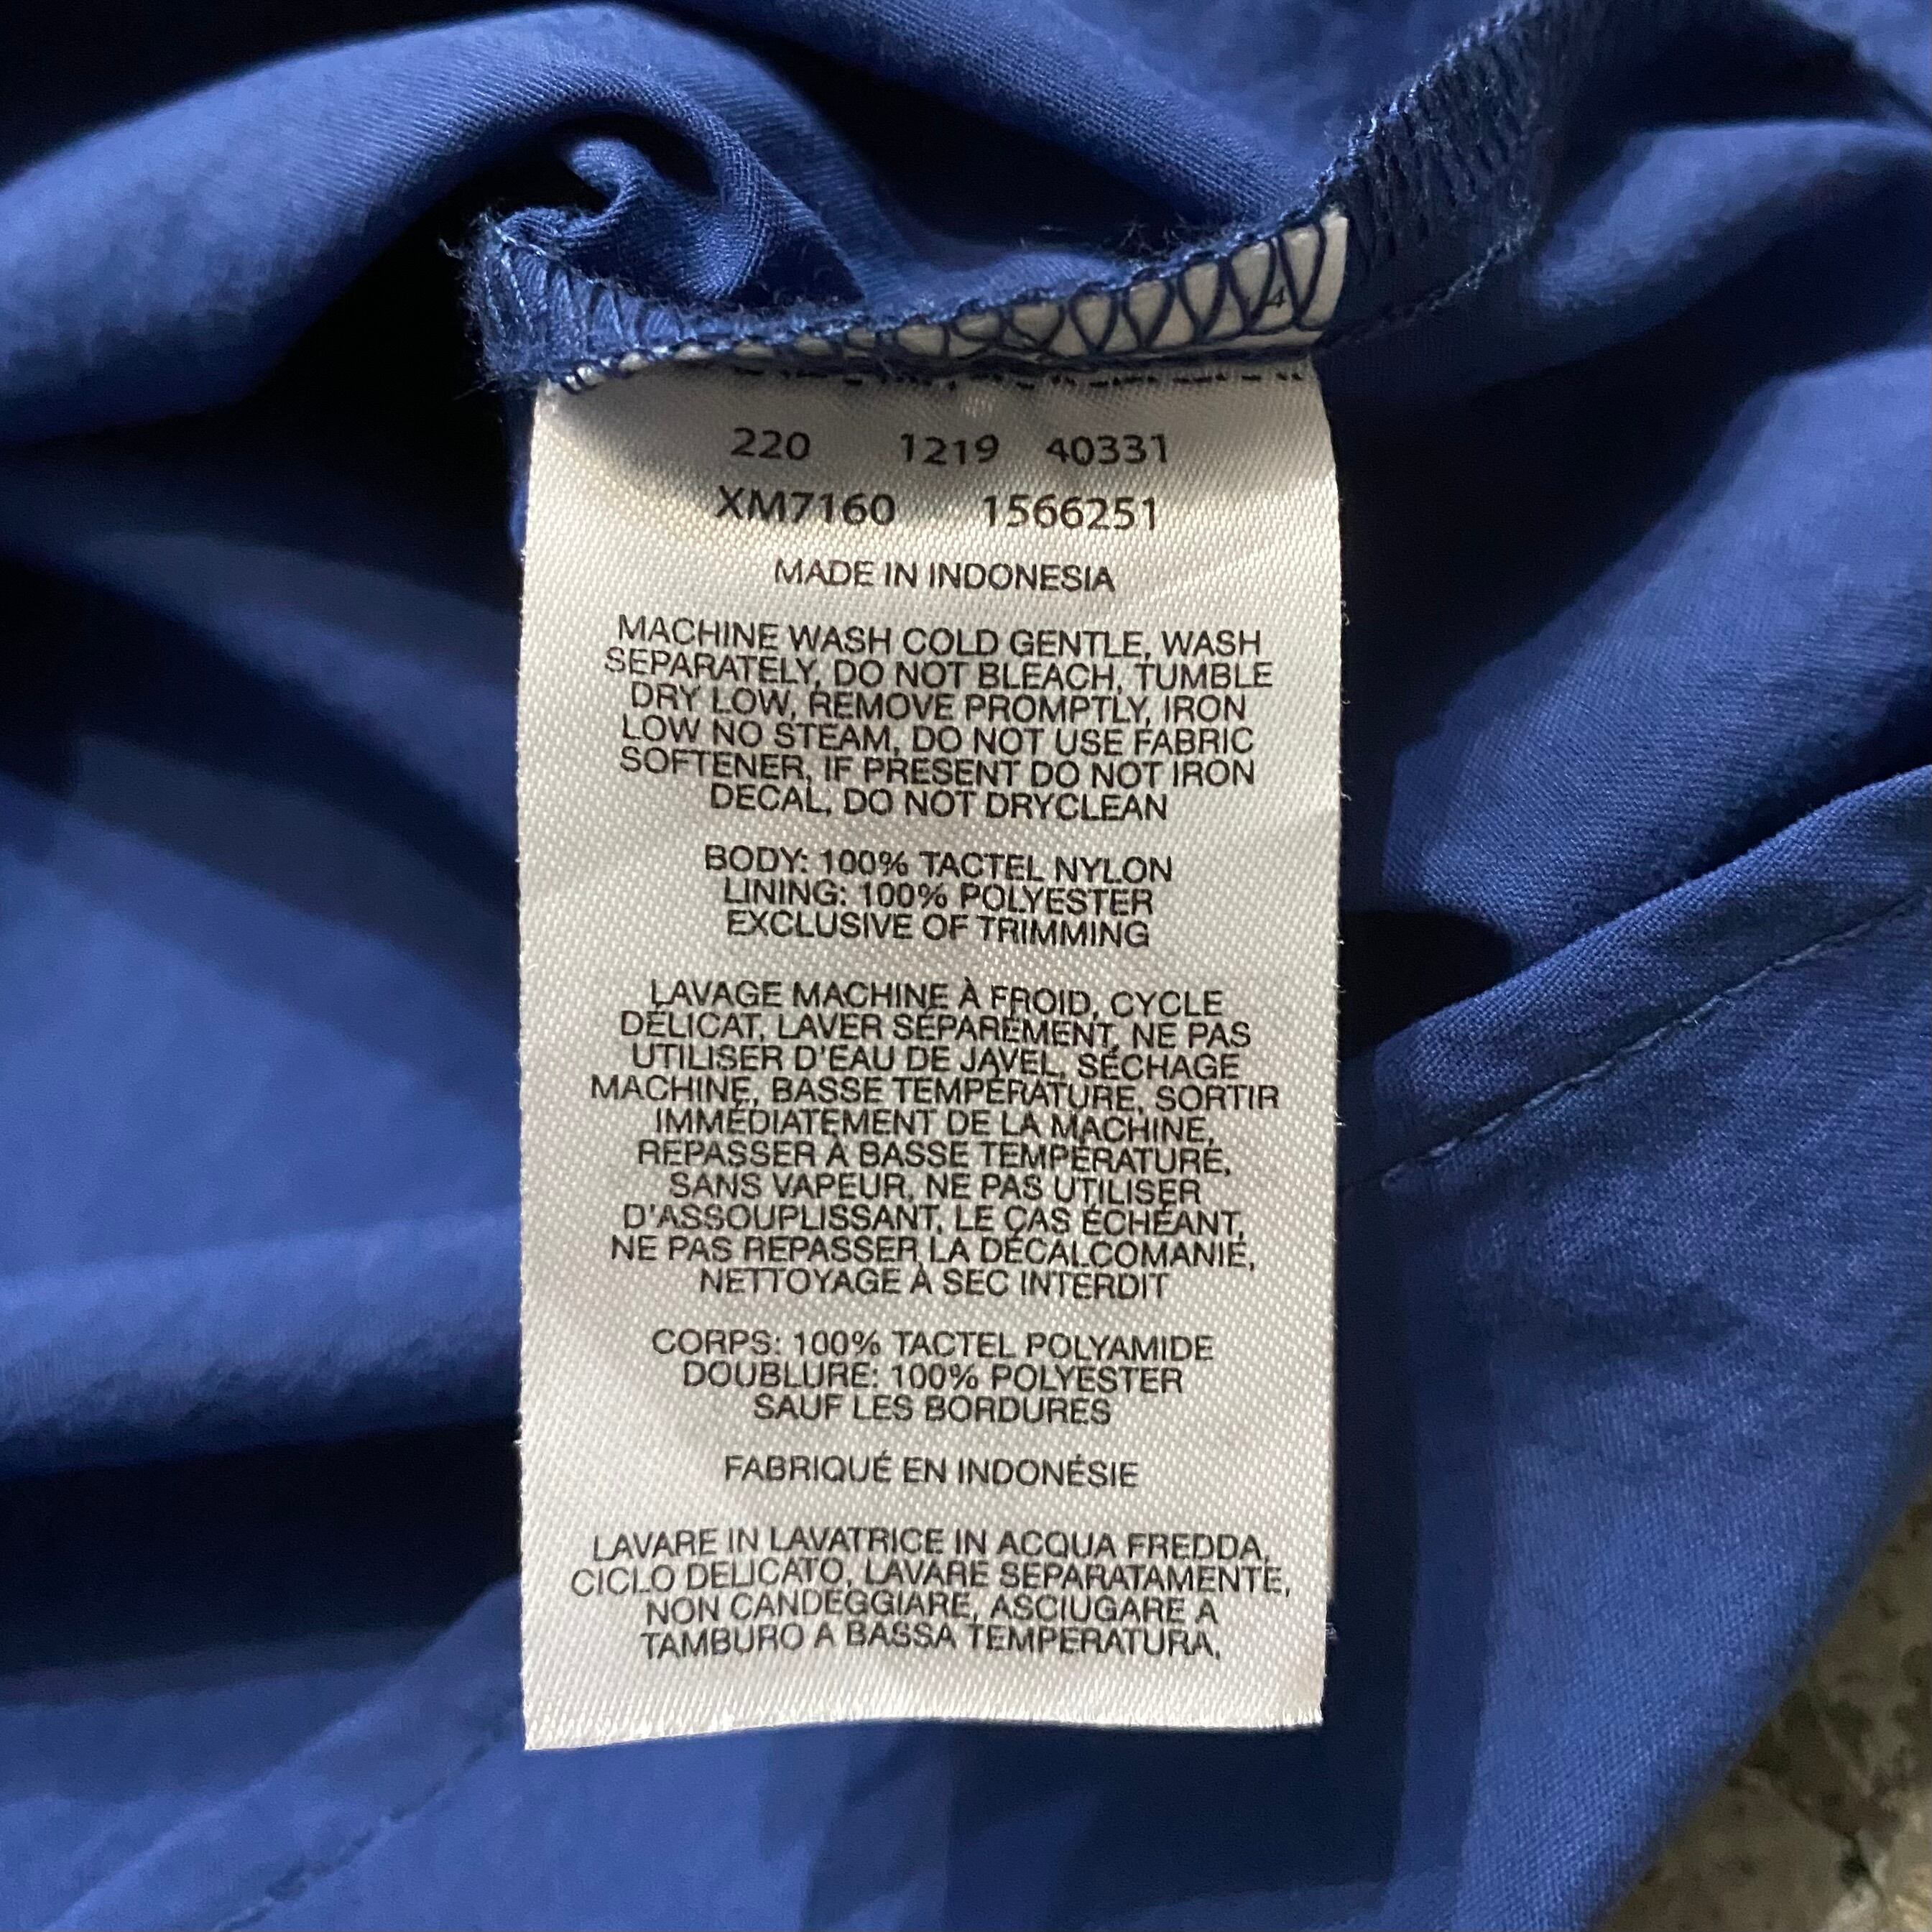 220 1219 40331
XM7160 1566251
MADE IN INDONESIA
MACHINE WASH COLD GENTLE, WASH
SEPARATELY, DO NOT BLEACH, TUMBLE
DRY LOW, REMOVE PROMPTLY, IRON
LOW NO STEAM, DO NOT USE FABRIC
SOFTENER, IF PRESENT DO NOT IRON
DECAL, DO NOT DRYCLEAN
BODY: 100% TACTEL NYLON
LINING: 100% POLYESTER
EXCLUSIVE OF TRIMMING
LAVAGE MACHINE À FROID, CYCLE
DÉLICAT, LAVER SÉPARÉMENT, NE PAS
UTILISER D'EAU DE JAVEL, SÉCHAGE
MACHINE, BASSE TEMPÉRATURE, SORTIR
IMMÉDIATEMENT DE LA MACHINE,
REPASSER À BASSE TEMPÉRATURE,
SANS VAPEUR, NE PAS UTILISER
D'ASSOUPLISSANT, LE CAS ÉCHÉANT,
NE PAS REPASSER LA DÉCALCOMANIE,
NETTOYAGE À SEC INTERDIT
CORPS: 100% TACTEL POLYAMIDE
DOUBLURE: 100% POLYESTER
SAUF LES BORDURES
FABRIQUÉ EN INDONÉSIE
LAVARE IN LAVATRICE IN ACQUA FREDDA,
CICLO DELICATO, LAVARE SEPARATAMENTE,
NON CANDEGGIARE, ASCIUGARE A
TAMBURO A BASSA TEMPERATURA,